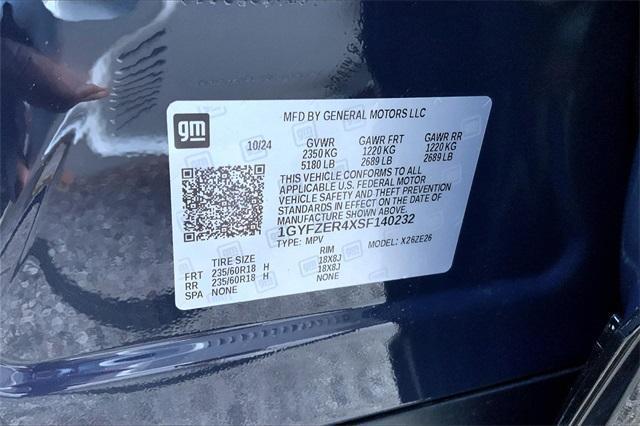 MFD BY GENERAL MOTORS LLC
gm
10/24 GVWR GAWR FRT GAWR RR
2350 KG 1220 KG 1220 KG
5180 LB 2689 LB 2689 LB
THIS VEHICLE CONFORMS TO ALL
APPLICABLE U.S. FEDERAL MOTOR
VEHICLE SAFETY AND THEFT PREVENTION
STANDARDS IN EFFECT ON THE DATE OF
MANUFACTURE SHOWN ABOVE.
1GYFZER4XSF140232
TYPE: MPV MODEL: X26ZE26
TIRE SIZE RIM
FRT 235/60R18 H 18X8J
RR 235/60R18 H 18X8J
SPA NONE NONE